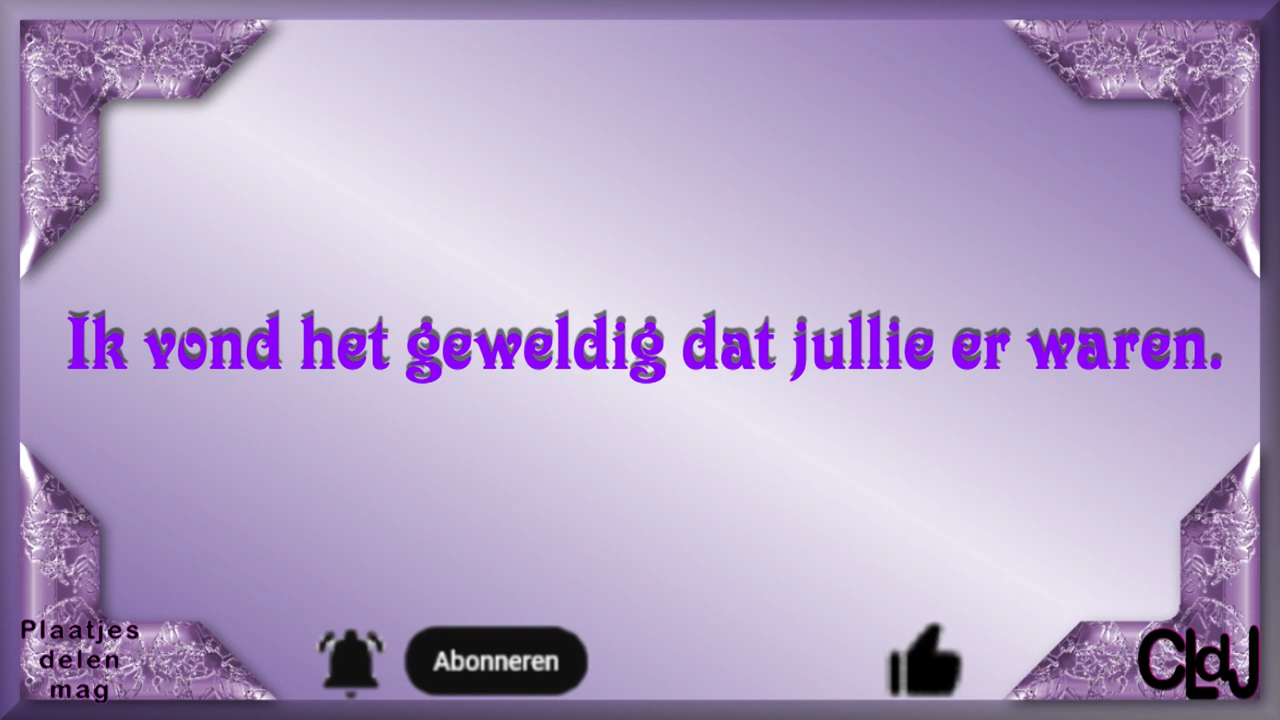 Ik vond het geweldig dat jullie er waren.
Plaatjes
delen
mag
Abonneren
CLdJ